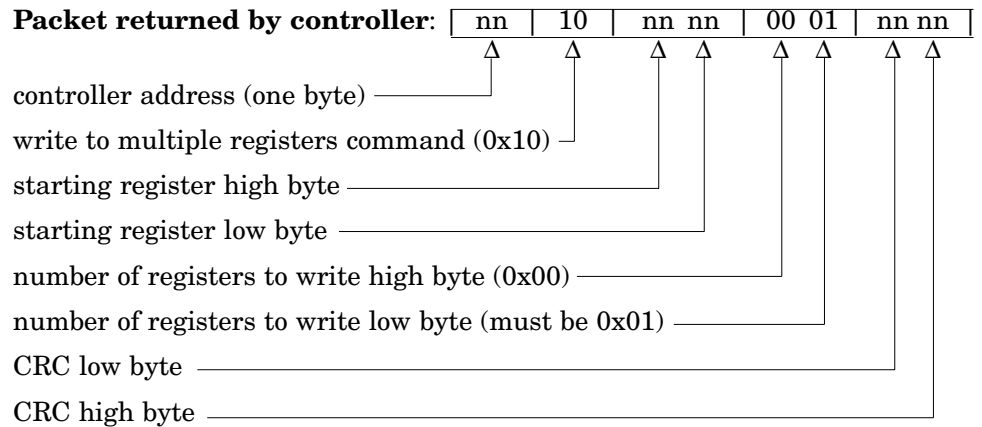 Packet returned by controller: nn 10 nn nn 00 01 nn nn
controller address (one byte)
write to multiple registers command (0x10)
starting register high byte
starting register low byte
number of registers to write high byte (0x00)
number of registers to write low byte (must be 0x01)
CRC low byte
CRC high byte